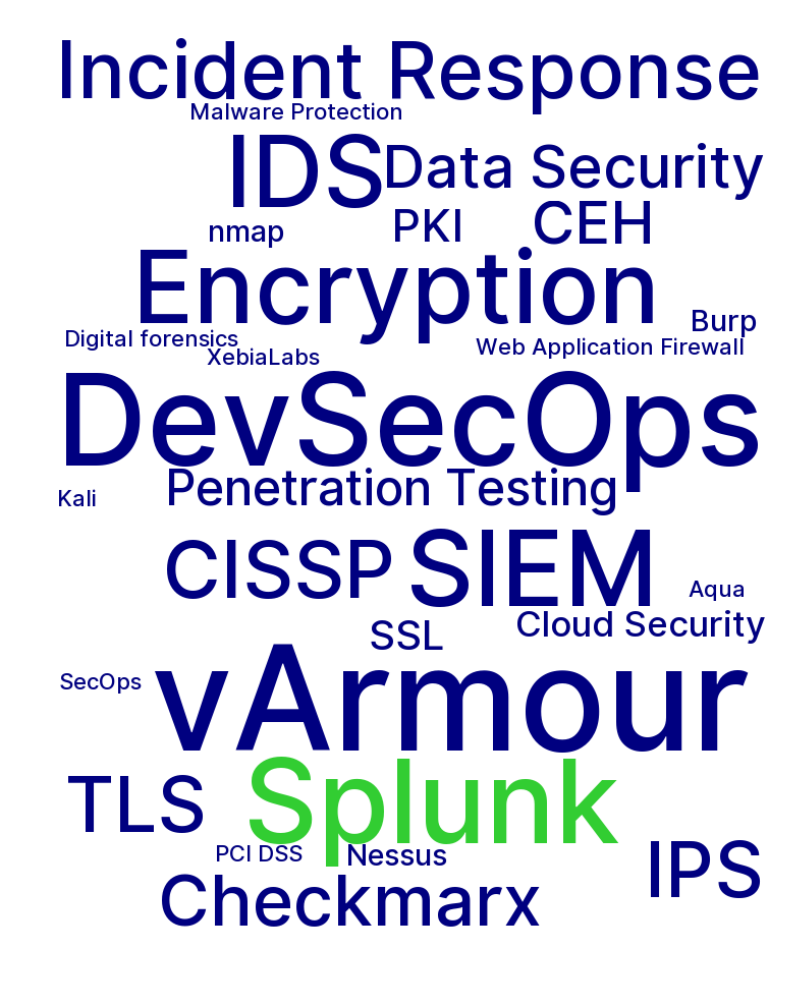 Incident Response
Malware Protection
IDS
Data Security
nmap
PKI
CEH
Encryption
Burp
Digital forensics
Web Application Firewall
XebiaLabs
DevSecOps
Penetration Testing
Kali
CISSP
SIEM
Aqua
Cloud Security
SSL
SecOps
vArmour
TLS
Splunk
PCI DSS
Nessus
IPS
Checkmarx